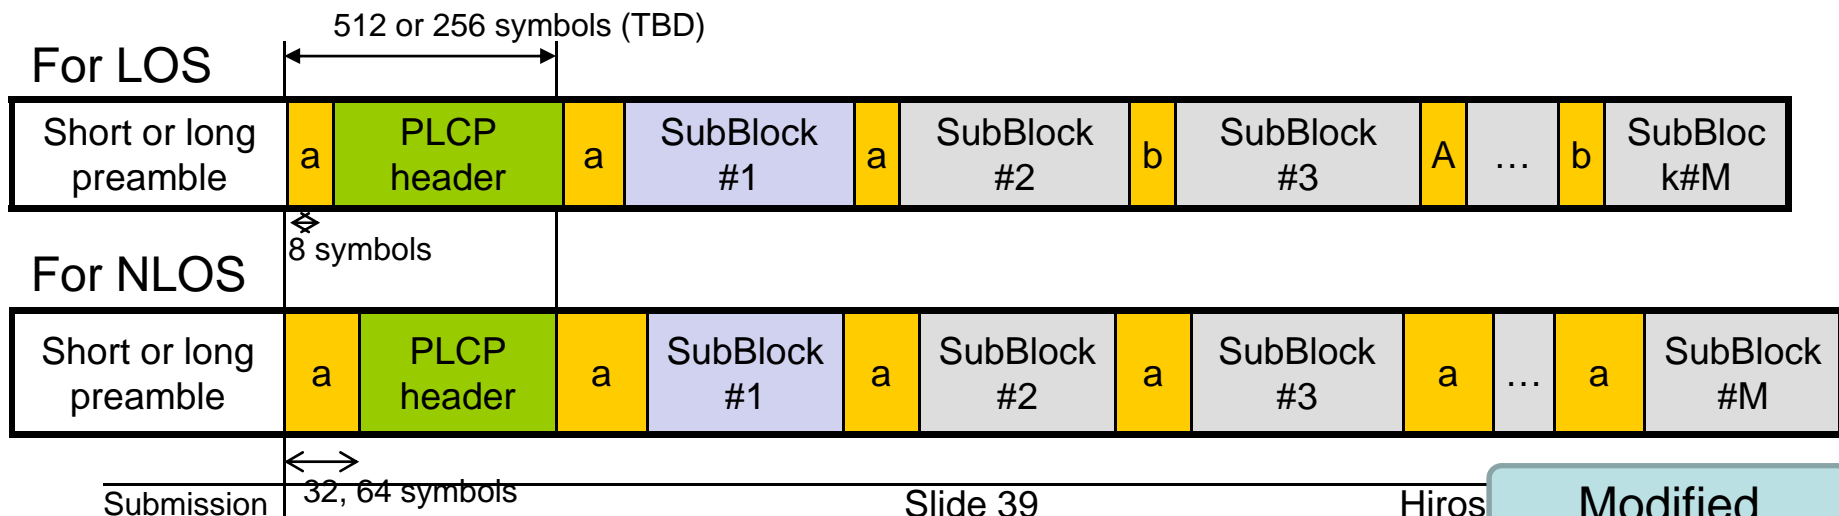 512 or 256 symbols (TBD)
For LOS
Short or long
preamble
a
PLCP
header
a
SubBlock
#1
a
SubBlock
#2
b
SubBlock
#3
A
...
b
SubBloc
k#M
8 symbols
For NLOS
Short or long
preamble
a
PLCP
header
a
SubBlock
#1
a
SubBlock
#2
a
SubBlock
#3
a
...
a
SubBlock
#M
32, 64 symbols
Submission
Slide 39
Hiros
Modified